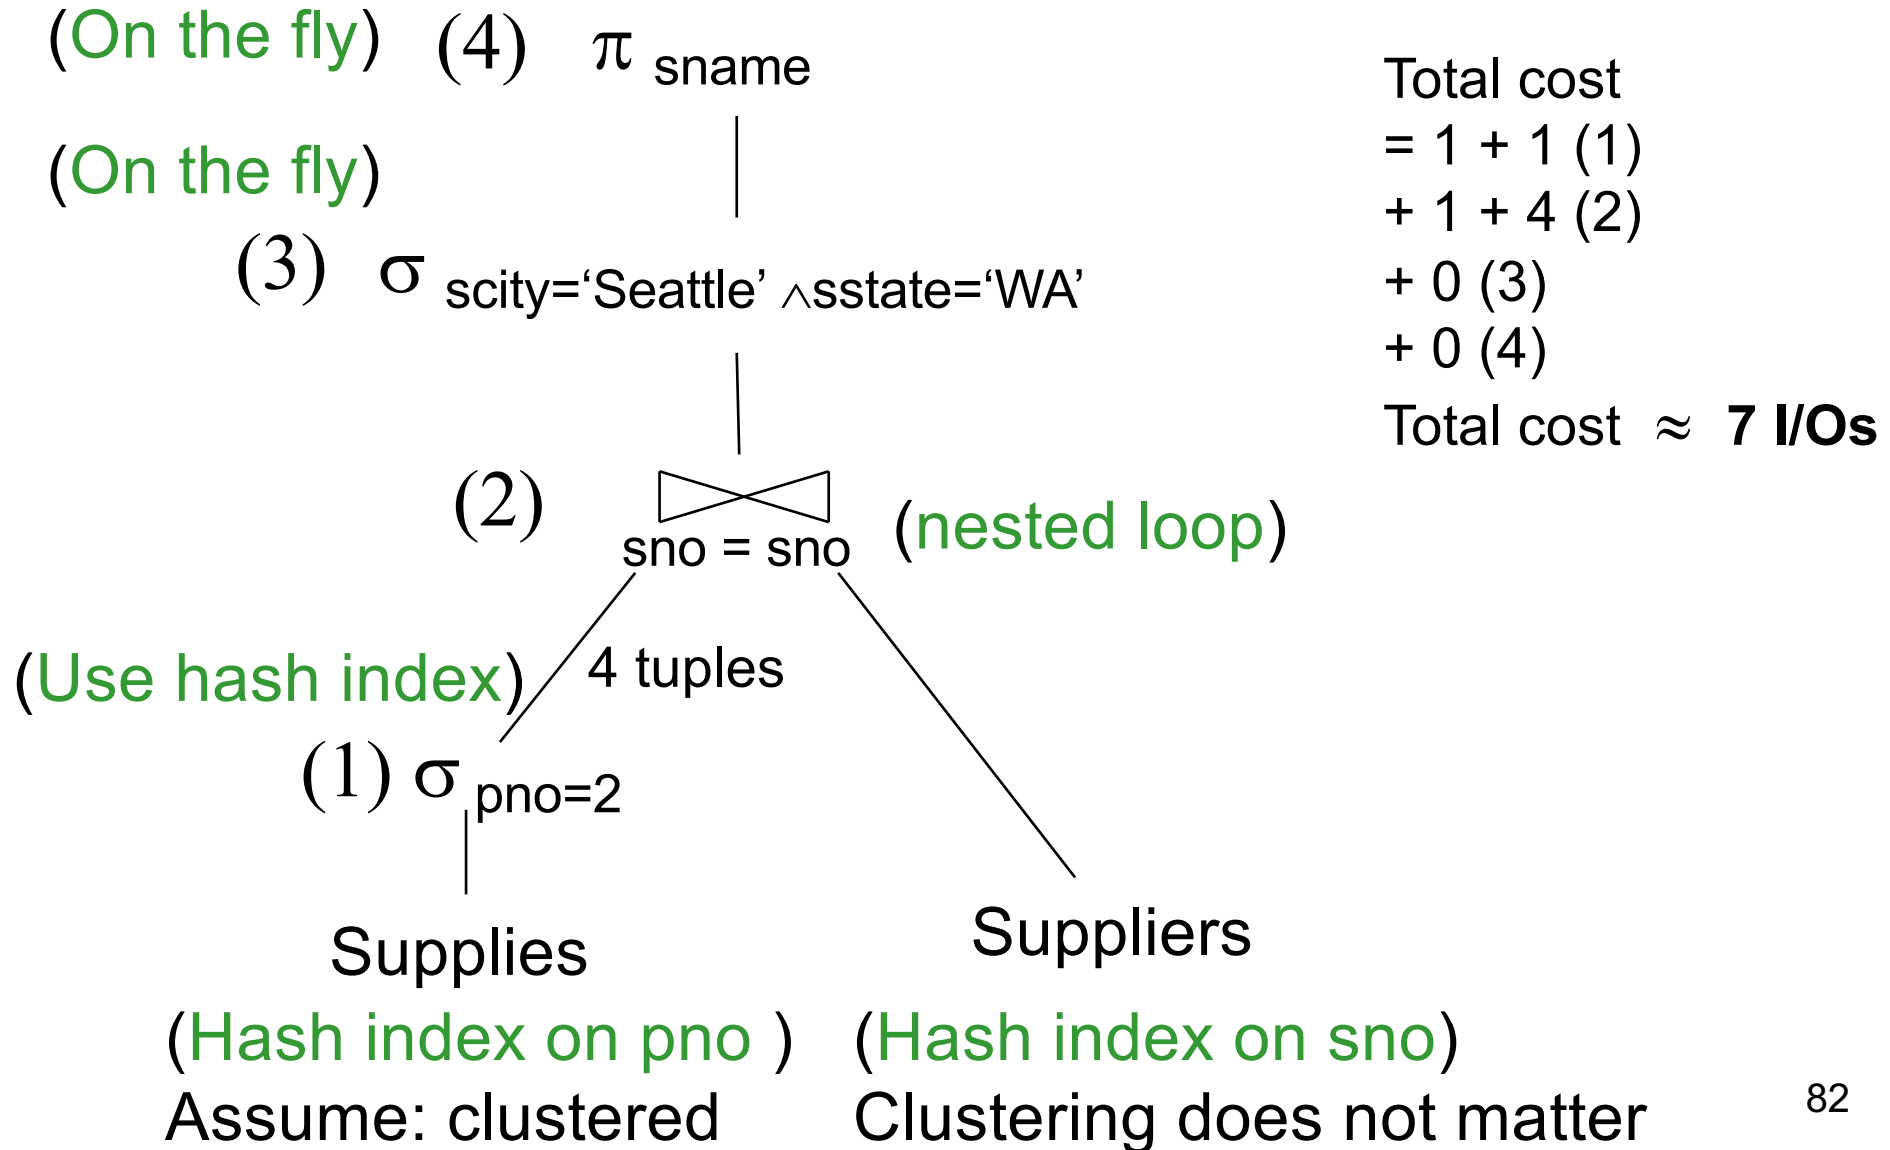 (On the fly) (4) π sname
(On the fly)
(3) σ scity=‘Seattle’ ∧sstate=‘WA’
(2)
sno = sno (nested loop)
(Use hash index) 4 tuples
(1) σ pno=2
Supplies
(Hash index on pno )
Assume: clustered
Suppliers
(Hash index on sno)
Clustering does not matter
Total cost
= 1 + 1 (1)
+ 1 + 4 (2)
+ 0 (3)
+ 0 (4)
Total cost ≈ 7 I/Os
82